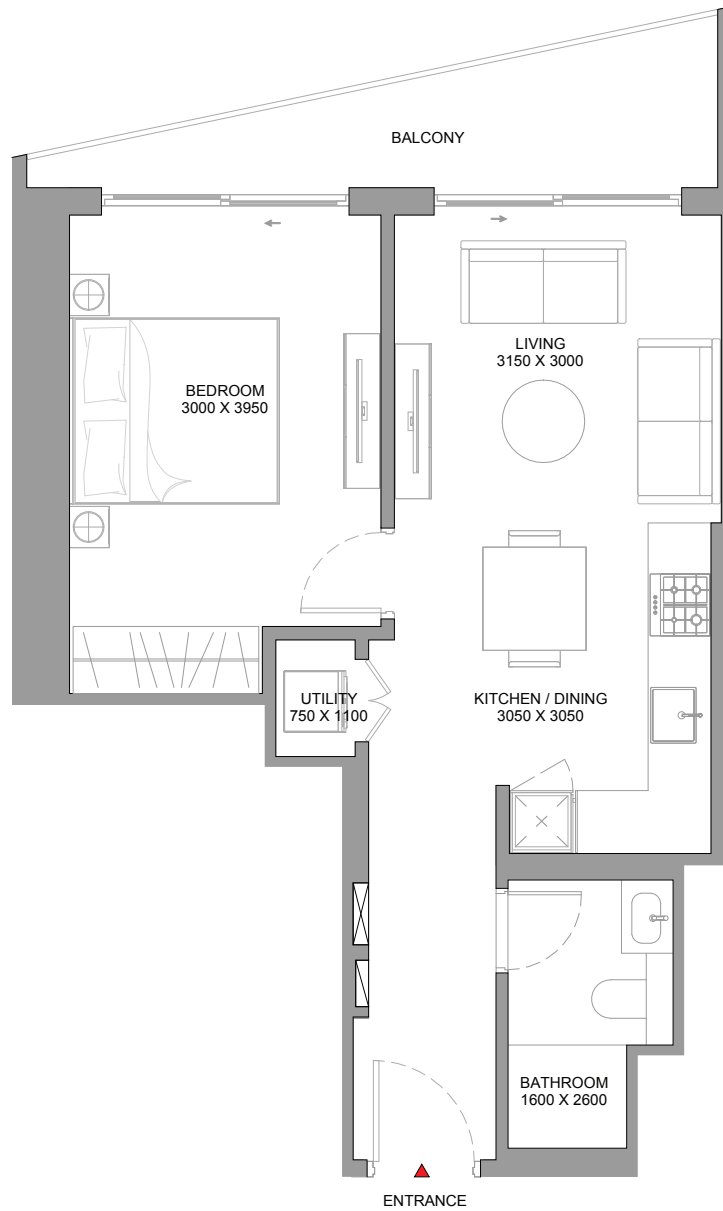 BALCONY
LIVING
3150 X 3000
BEDROOM
3000 X 3950
UTILITY
750 X 1100
KITCHEN / DINING
3050 X 3050
BATHROOM
1600 X 2600
ENTRANCE